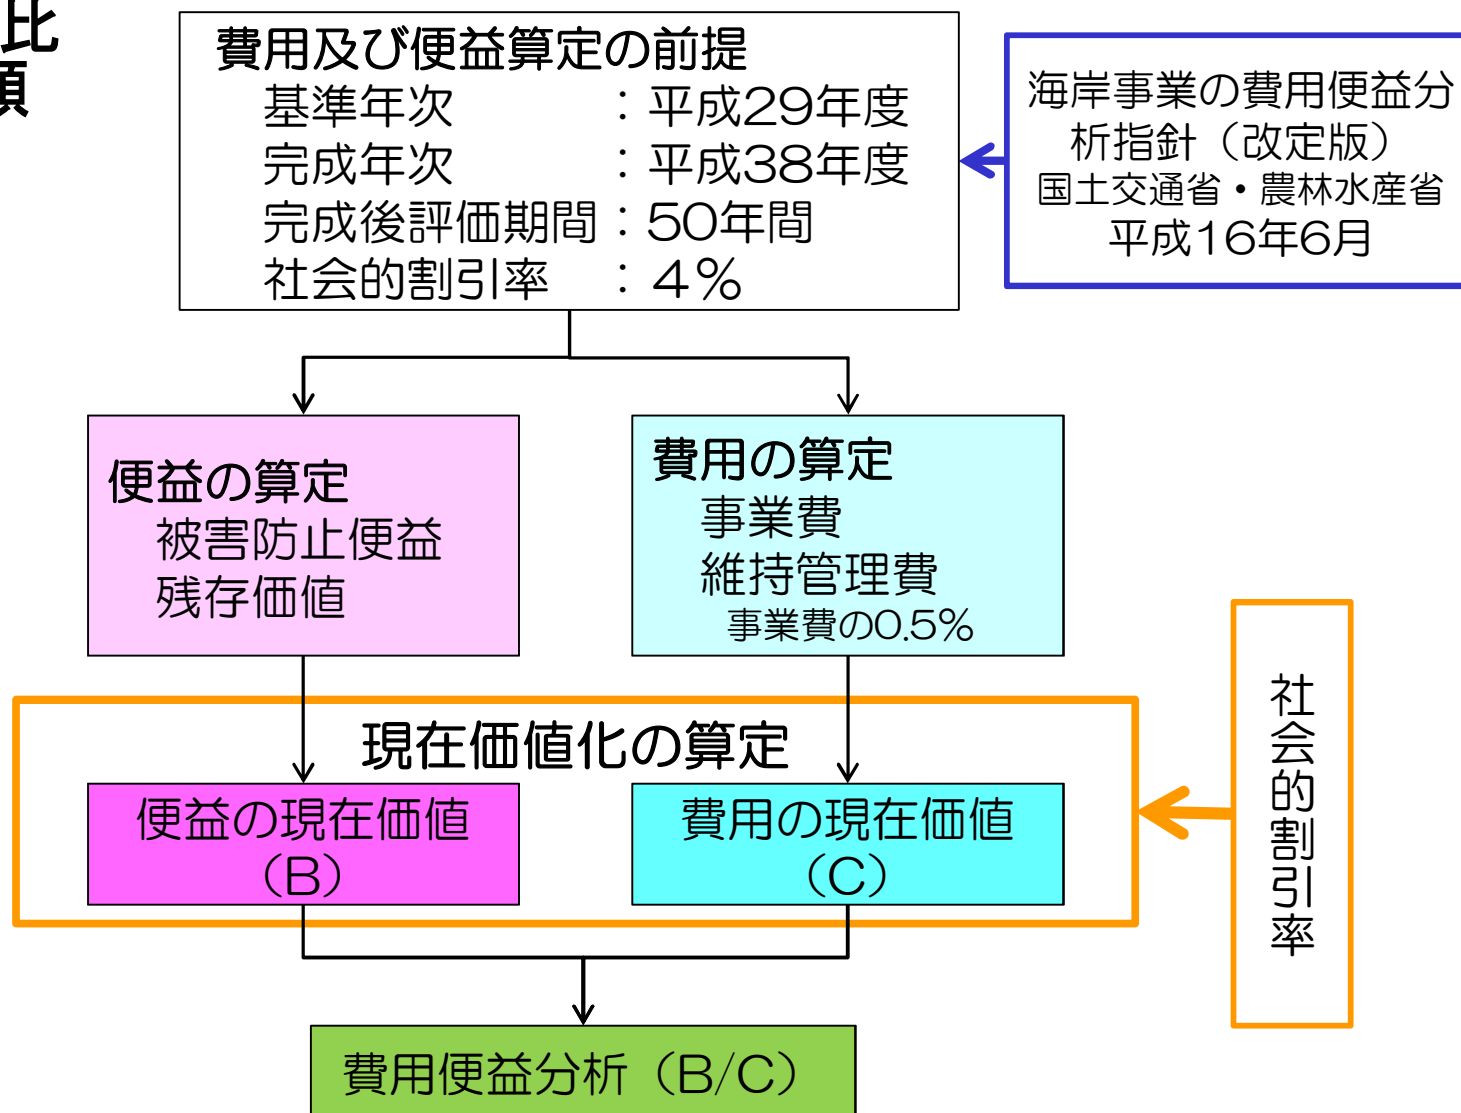 比
費用及び便益算定の前提
基準年次 ：平成29年度
完成年次 ：平成38年度
完成後評価期間：50年間
社会的割引率 ：4％
海岸事業の費用便益分
析指針（改定版）
国土交通省・農林水産省
平成16年6月
便益の算定
被害防止便益
残存価値
費用の算定
事業費
維持管理費
事業費の0.5％
現在価値化の算定
便益の現在価値
（B）
費用の現在価値
（C）
社会的割引率
費用便益分析（B/C）